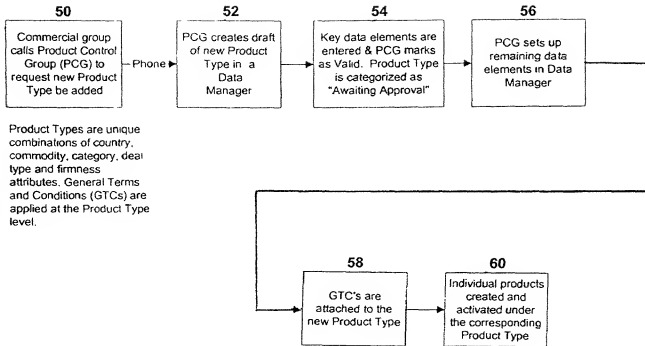 50
Commercial group
calls Product Control
Group (PCG) to
request new Product
Type be added
Phone
52
PCG creates draft
of new Product
Type in a
Data
Manager
54
Key data elements are
entered & PCG marks
as Valid. Product Type
is categorized as
“Awaiting Approval”
56
PCG sets up
remaining data
elements in Data
Manager
Product Types are unique
combinations of country,
commodity, category, deal
type and firmness
attributes. General Terms
and Conditions (GTCs) are
applied at the Product Type
level.
58
GTC's are
attached to the
new Product Type
60
Individual products
created and
activated under
the corresponding
Product Type